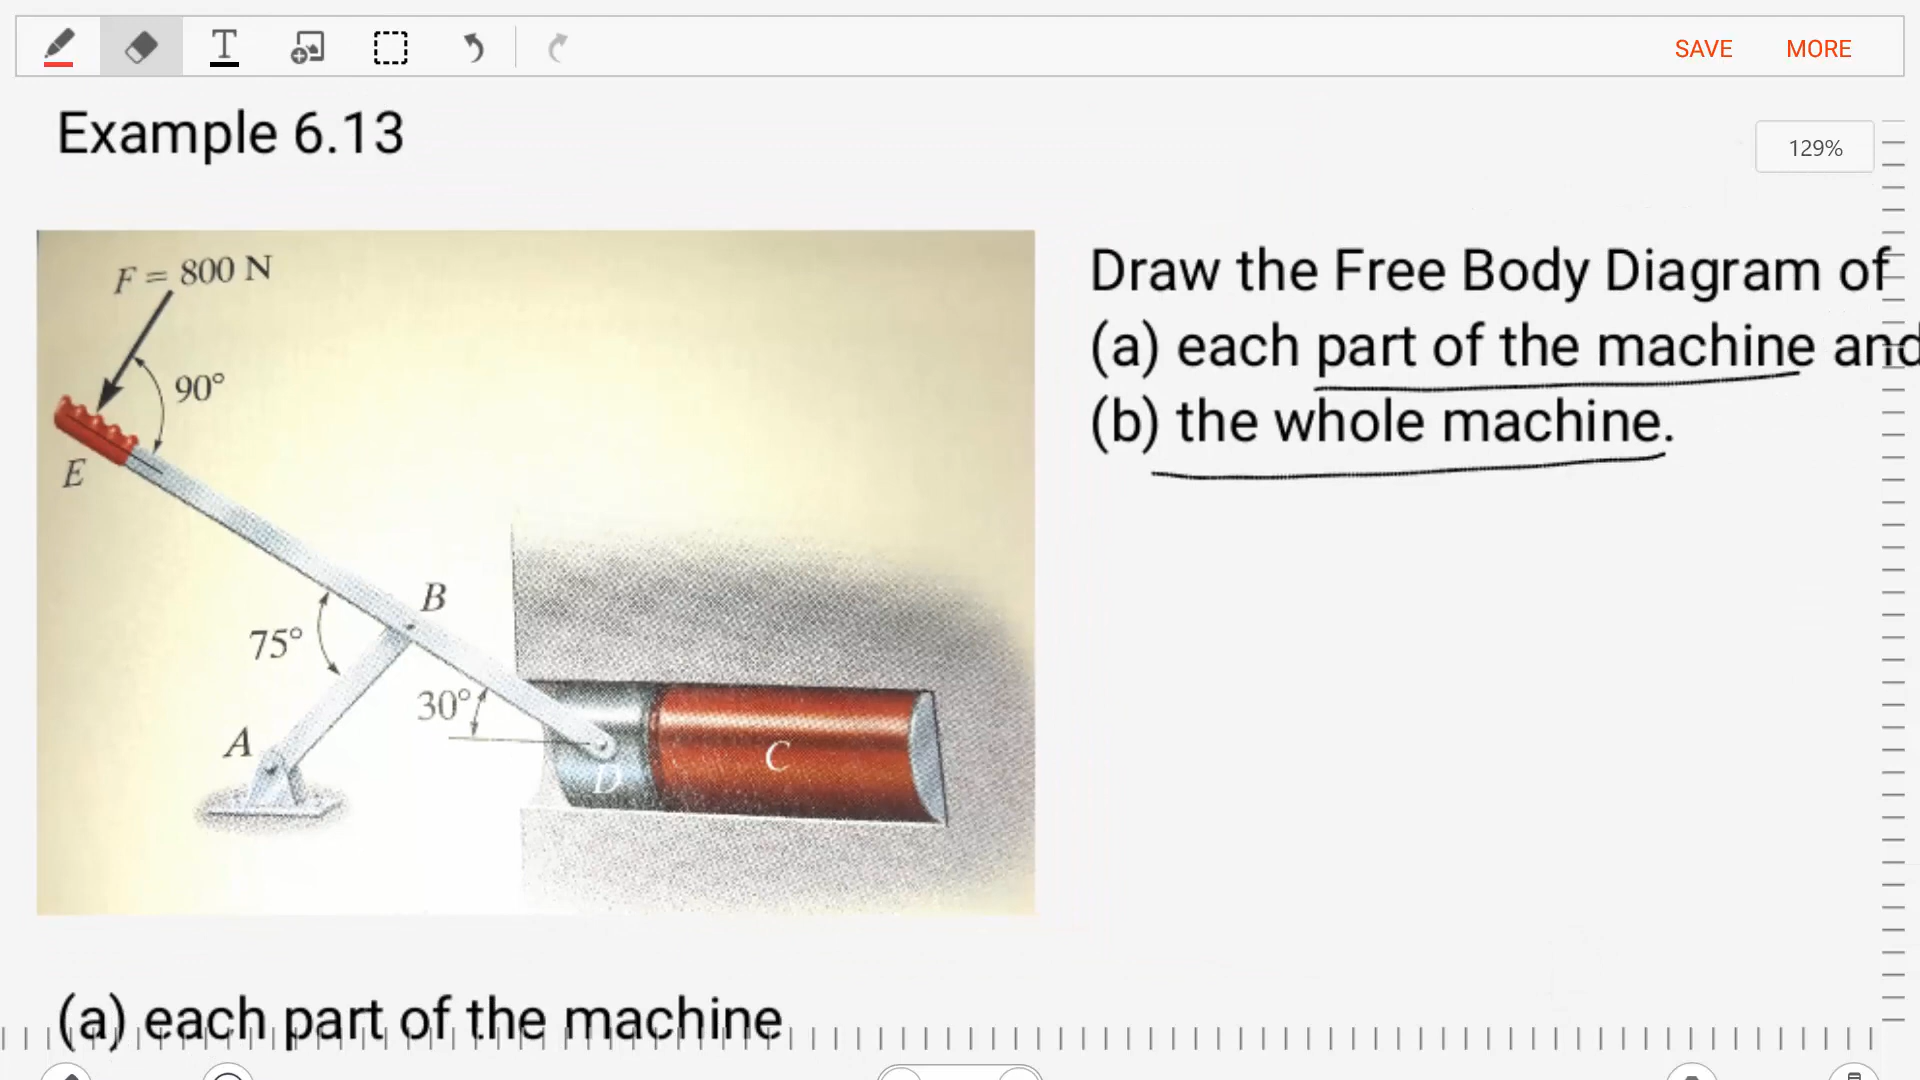 T
SAVE MORE
Example 6.13
129%
F = 800 N
90°
E
B
75°
30°
A
D
C
Draw the Free Body Diagram of
(a) each part of the machine and
(b) the whole machine.
(a) each part of the machine